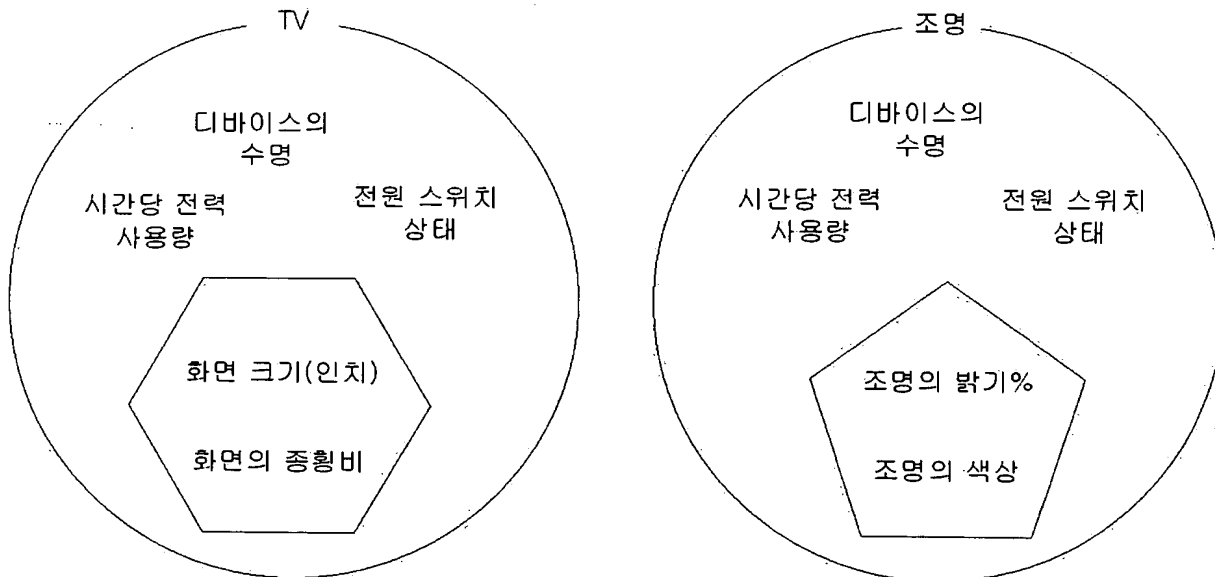 TV
디바이스의
수명
시간당 전력
사용량
전원 스위치
상태
화면 크기(인치)
화면의 종횡비
조명
디바이스의
수명
시간당 전력
사용량
전원 스위치
상태
조명의 밝기%
조명의 색상